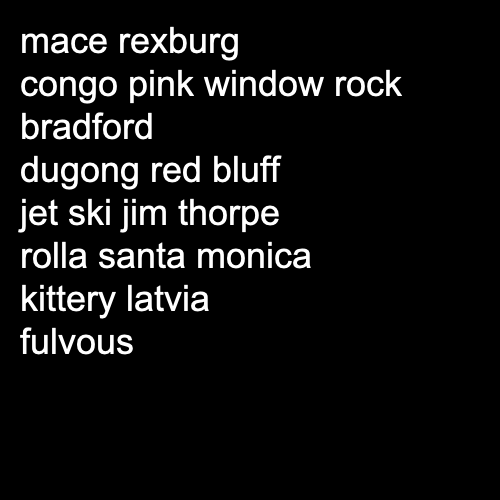 mace rexburg
congo pink window rock
bradford
dugong red bluff
jet ski jim thorpe
rolla santa monica
kittery latvia
fulvous